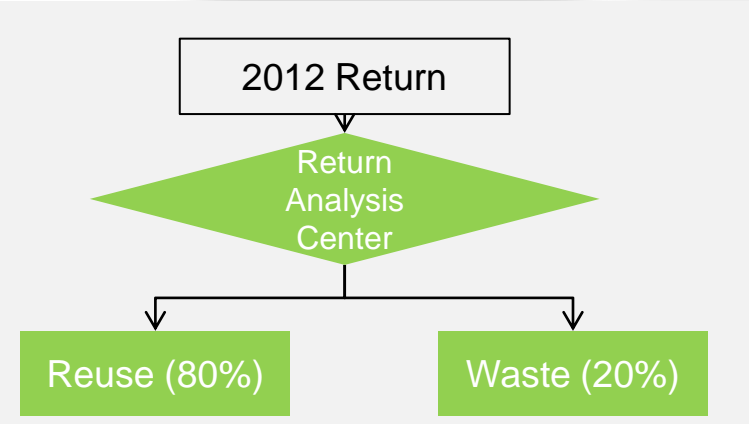 2012 Return
Return
Analysis
Center
Reuse (80%)
Waste (20%)